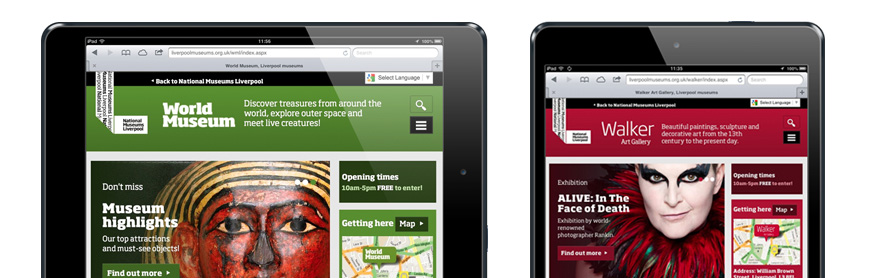 iPad
11:56
100%
liverpoolmuseums.org.uk/wml/index.aspx
Search
World Museum, Liverpool museums
Back to National Museums Liverpool
Select Language
National
Museums
Liverpool
World
Museum
Discover treasures from around the
world, explore outer space and
meet live creatures!
Don't miss
Museum
highlights
Our top attractions
and must-see objects!
Find out more
Opening times
10am-5pm FREE to enter!
Getting here
Map
World
Museum
iPad
11:35
100%
liverpoolmuseums.org.uk/walker/index.aspx
Search
Walker Art Gallery, Liverpool museums
Back to National Museums Liverpool
Select Language
National
Museums
Liverpool
Walker
Art Gallery
Beautiful paintings, sculpture and
decorative art from the 13th
century to the present day.
Exhibition
ALIVE: In The
Face of Death
Exhibition by world-
renowned
photographer Rankin.
Find out more
Opening times
10am-5pm FREE to enter!
Getting here
Map
Walker
Address: William Brown
Street, Liverpool, L3 8EL